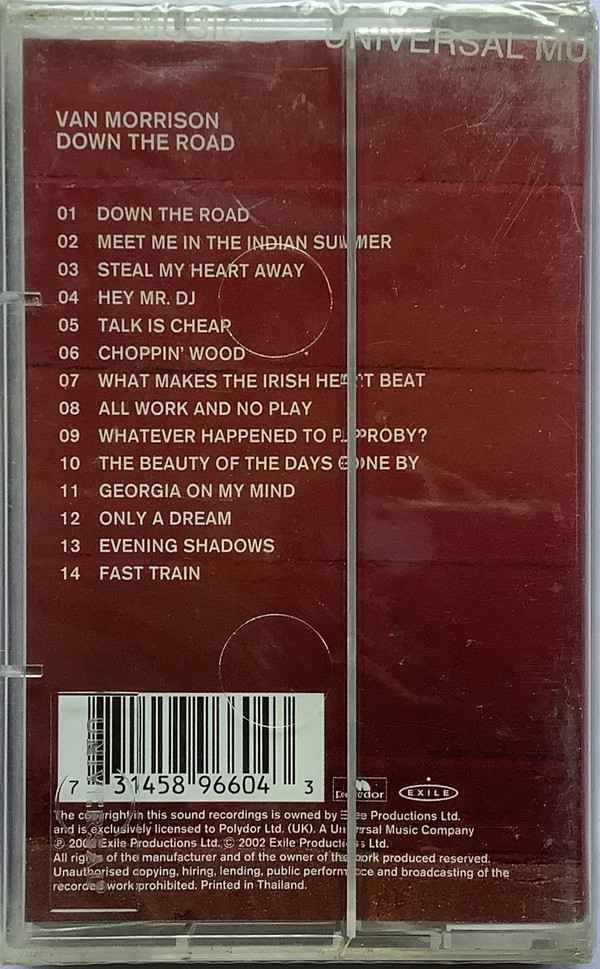 UNIVERSAL MU
VAN MORRISON
DOWN THE ROAD
01 DOWN THE ROAD
02 MEET ME IN THE INDIAN SUMMER
03 STEAL MY HEART AWAY
04 HEY MR. DJ
05 TALK IS CHEAP
06 CHOPPIN' WOOD
07 WHAT MAKES THE IRISH HEART BEAT
08 ALL WORK AND NO PLAY
09 WHATEVER HAPPENED TO P.J. PROBY?
10 THE BEAUTY OF THE DAYS GONE BY
11 GEORGIA ON MY MIND
12 ONLY A DREAM
13 EVENING SHADOWS
14 FAST TRAIN
7 31458 96604 3
Polydor EXILE
The copyright in this sound recordings is owned by Exile Productions Ltd.
and is exclusively licensed to Polydor Ltd. (UK). A Universal Music Company
℗ 2002 Exile Productions Ltd. © 2002 Exile Productions Ltd.
All rights of the manufacturer and of the owner of the work produced reserved.
Unauthorised copying, hiring, lending, public performance and broadcasting of the
recorded work prohibited. Printed in Thailand.